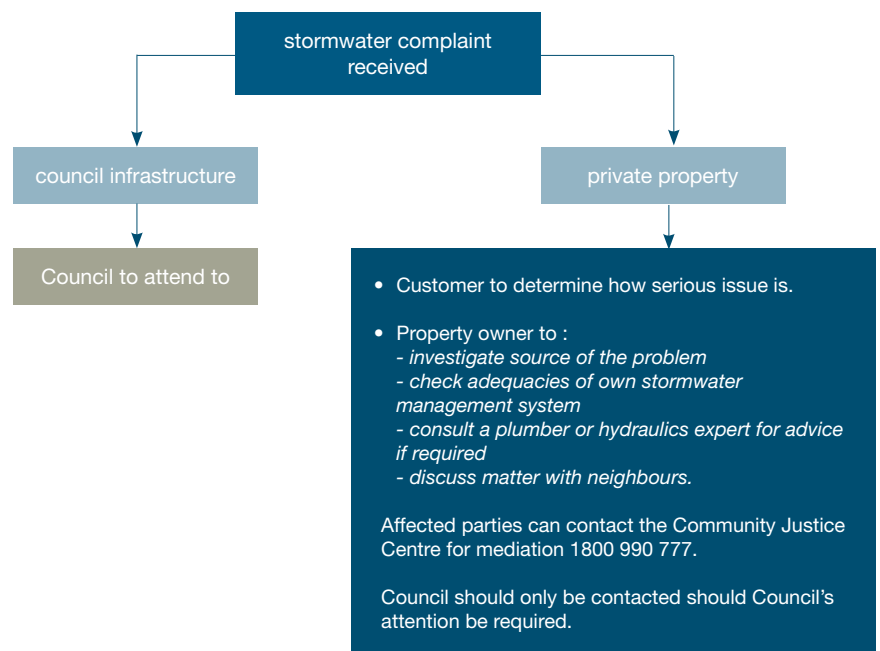 stormwater complaint
received
council infrastructure
private property
Council to attend to
• Customer to determine how serious issue is.
• Property owner to :
- investigate source of the problem
- check adequacies of own stormwater
management system
- consult a plumber or hydraulics expert for advice
if required
- discuss matter with neighbours.
Affected parties can contact the Community Justice
Centre for mediation 1800 990 777.
Council should only be contacted should Council’s
attention be required.